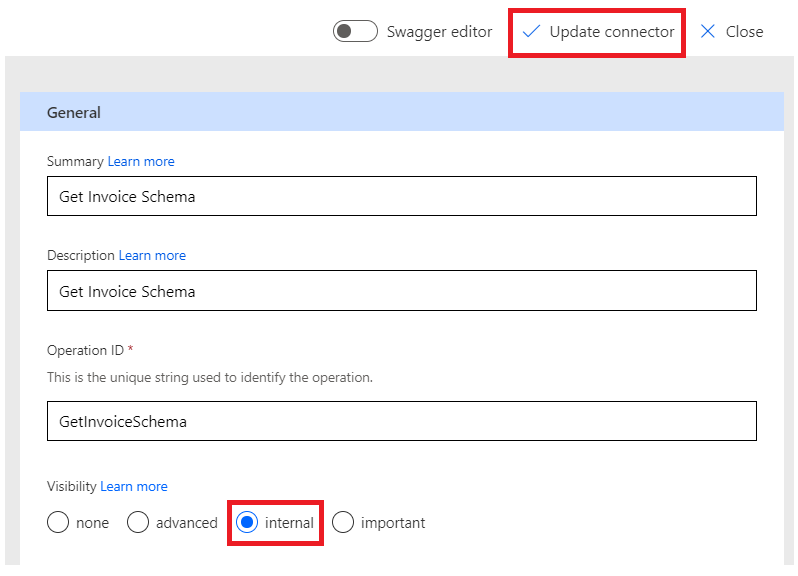 Swagger editor Update connector Close
General
Summary Learn more
Get Invoice Schema
Description Learn more
Get Invoice Schema
Operation ID *
This is the unique string used to identify the operation.
GetInvoiceSchema
Visibility Learn more
none advanced internal important